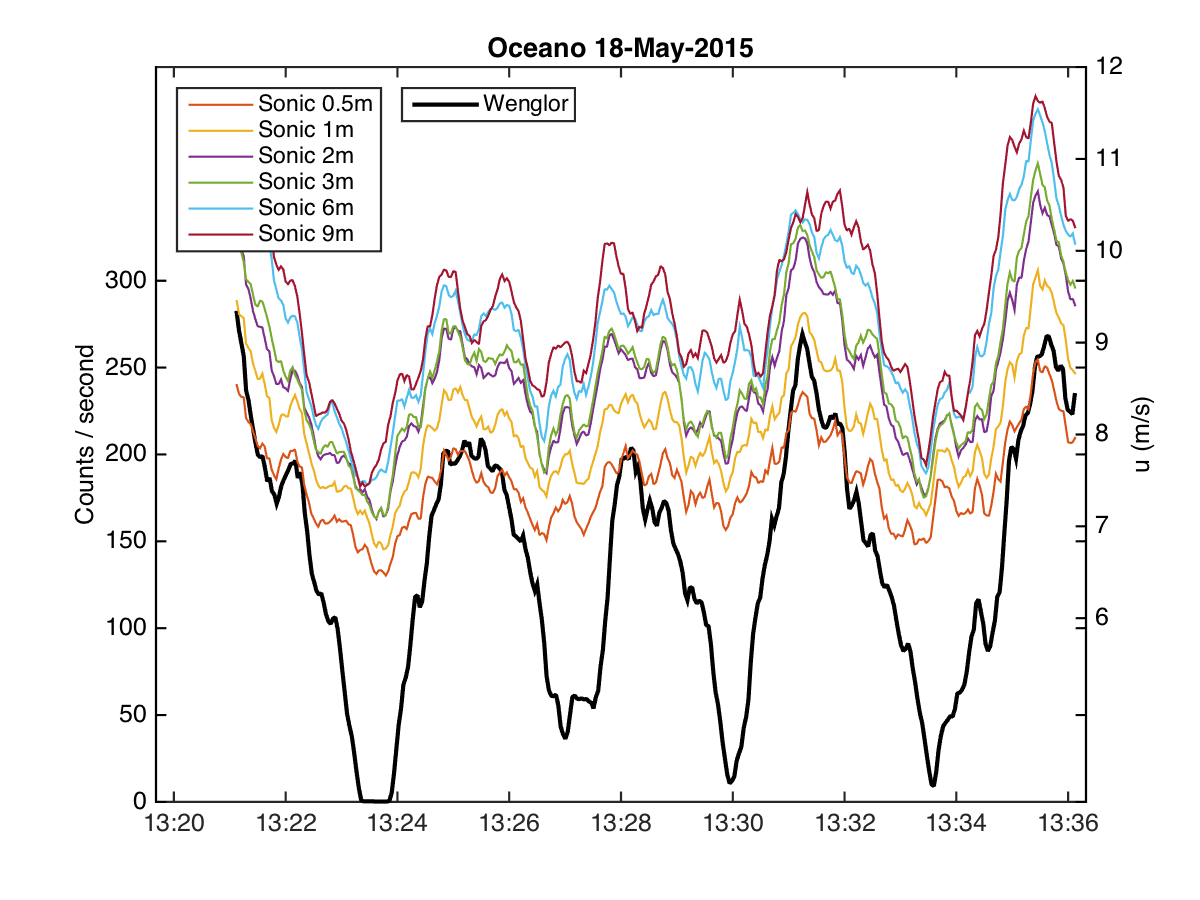 Oceano 18-May-2015
Sonic 0.5m
Sonic 1m
Sonic 2m
Sonic 3m
Sonic 6m
Sonic 9m
Wenglor
Counts / second
300
250
200
150
100
50
0
12
11
10
9
8
7
6
u (m/s)
13:20 13:22 13:24 13:26 13:28 13:30 13:32 13:34 13:36